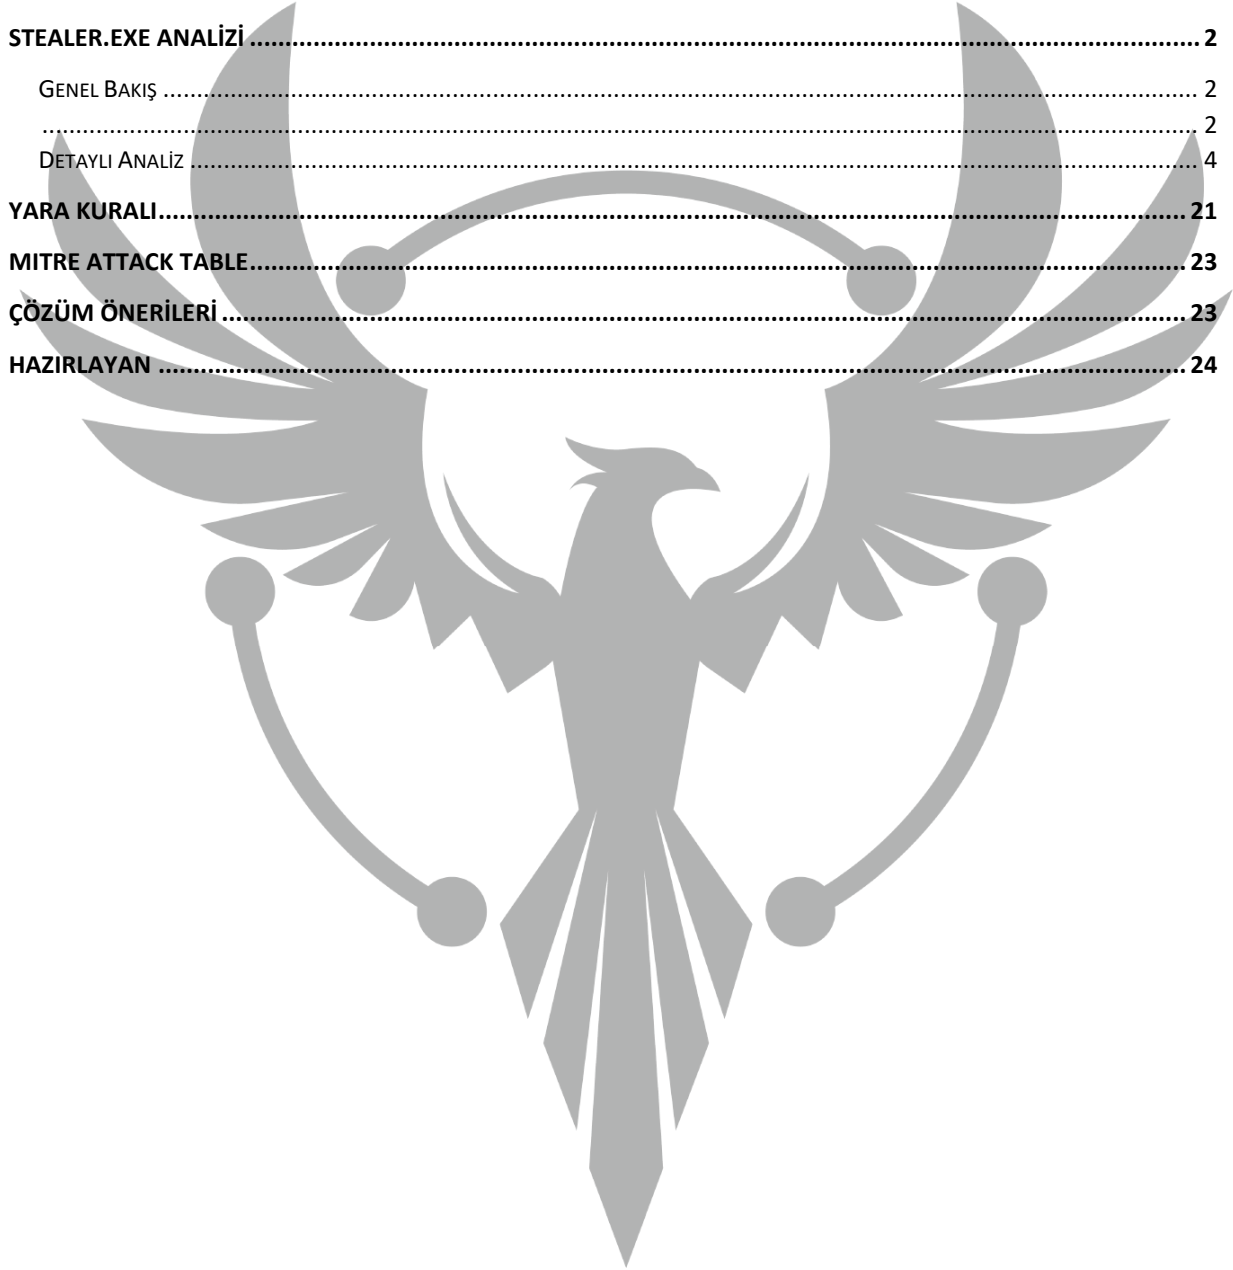 STEALER.EXE ANALİZİ ........................................ 2
GENEL BAKIŞ ........................................ 2
........................................ 2
DETAYLI ANALİZ ........................................ 4
YARA KURALI ........................................ 21
MITRE ATTACK TABLE ........................................ 23
ÇÖZÜM ÖNERİLERİ ........................................ 23
HAZIRLAYAN ........................................ 24